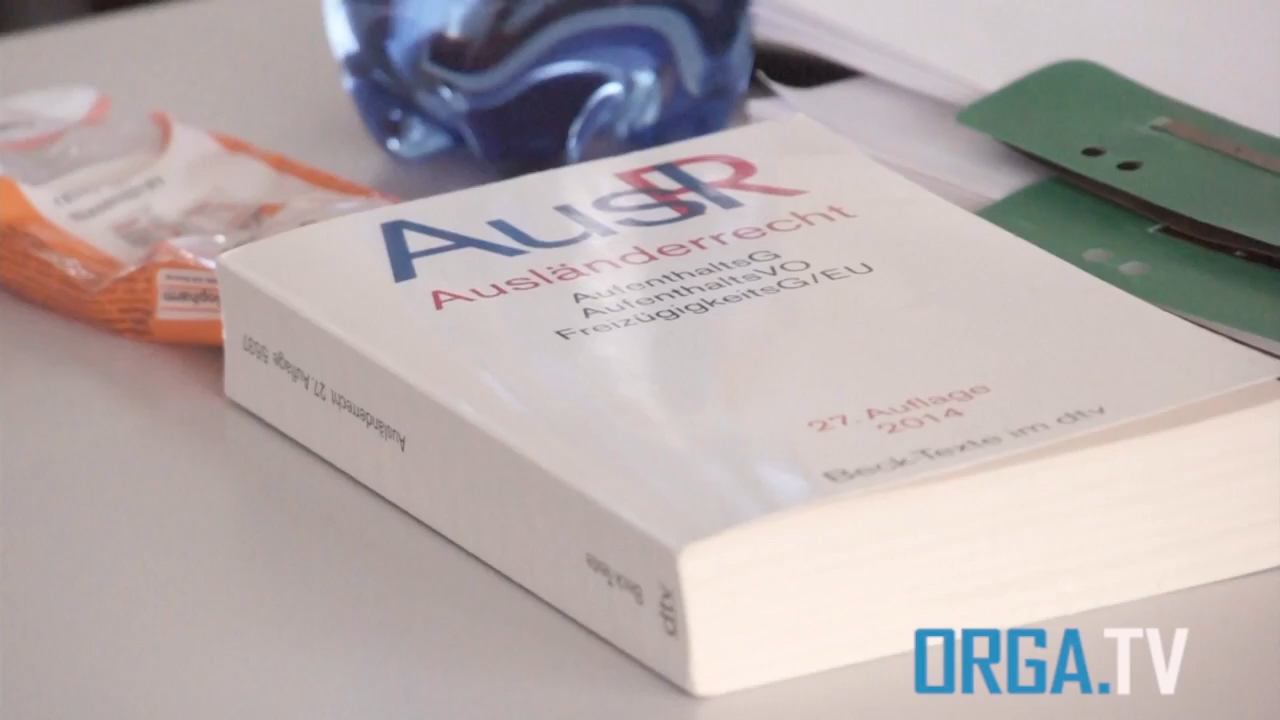 AuslR
Ausländerrecht
AufenthaltsG
AufenthaltsVO
FreizügigkeitsG/EU
27. Auflage
2014
Beck-Texte im dtv
Ausländerrecht 27. Auflage 5537
Beck-Texte
dtv
ORGA.TV